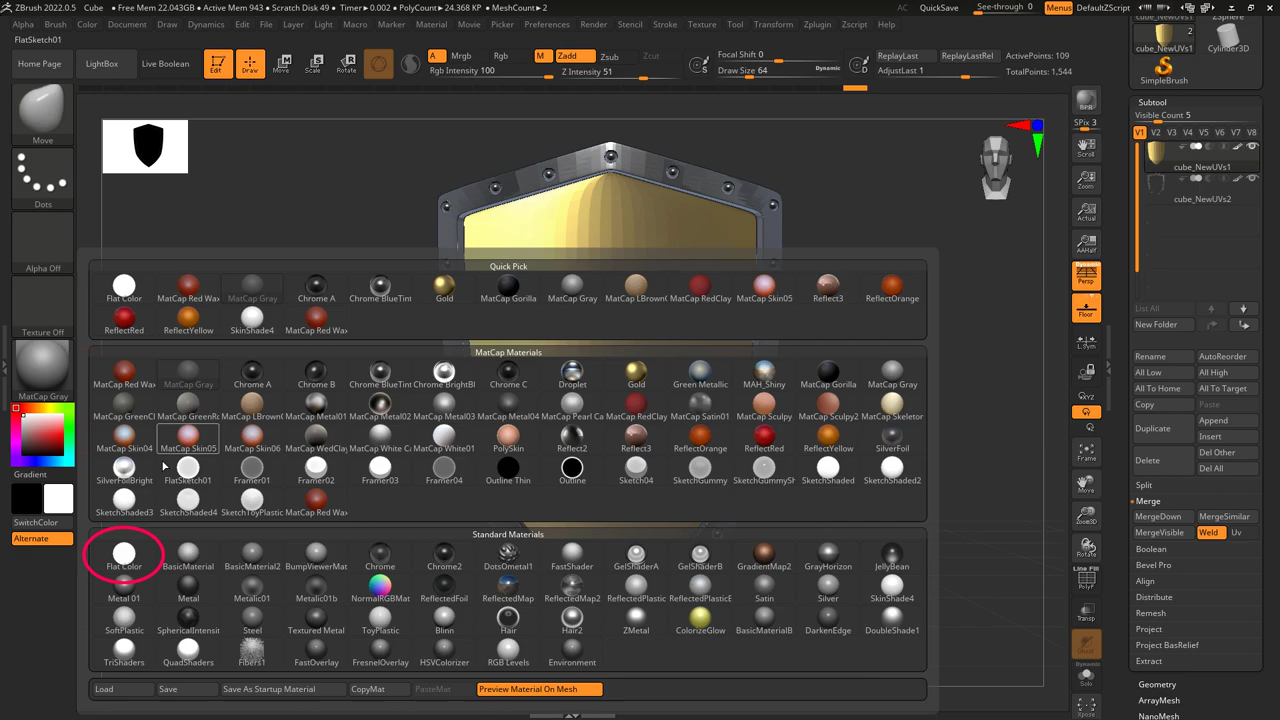 ZBrush 2022.0.5 Cube • Free Mem 22.043GB • Active Mem 943 • Scratch Disk 49 • Timer▸0.002 • PolyCount▸24.368 KP • MeshCount▸2 AC QuickSave See-through 0 Menus DefaultZScript
Alpha Brush Color Document Draw Dynamics Edit File Layer Light Macro Marker Material Movie Picker Preferences Render Stencil Stroke Texture Tool Transform Zplugin Zscript Help
FlatSketch01
Home Page LightBox Live Boolean Edit Draw Move Scale Rotate
A Mrgb Rgb M Zadd Zsub Zcut
Rgb Intensity 100 Z Intensity 51
Focal Shift 0
Draw Size 64 Dynamic
S D
ReplayLast ReplayLastRel
AdjustLast 1
ActivePoints: 109
TotalPoints: 1,544
cube_NewUVs1 Cylinder3D
2
cube_NewUVs1
SimpleBrush
Move
Dots
Alpha Off
Texture Off
MatCap Gray
Gradient
SwitchColor
Alternate
Quick Pick
Flat Color MatCap Red Wax MatCap Gray Chrome A Chrome BlueTint Gold MatCap Gorilla MatCap Gray MatCap LBrown MatCap RedClay MatCap Skin05 Reflect3 ReflectOrange
ReflectRed ReflectYellow SkinShade4 MatCap Red Wax
MatCap Materials
MatCap Red Wax MatCap Gray Chrome A Chrome B Chrome BlueTint Chrome BrightBl Chrome C Droplet Gold Green Metallic MAH_Shiny MatCap Gorilla MatCap Gray
MatCap GreenCl MatCap GreenRo MatCap LBrown MatCap Metal01 MatCap Metal02 MatCap Metal03 MatCap Metal04 MatCap Pearl Ca MatCap RedClay MatCap Satin01 MatCap Sculpy MatCap Sculpy2 MatCap Skeletor
MatCap Skin04 MatCap Skin05 MatCap Skin06 MatCap WedClay MatCap White Ca MatCap White01 PolySkin Reflect2 Reflect3 ReflectOrange ReflectRed ReflectYellow SilverFoil
SilverFoilBright FlatSketch01 Framer01 Framer02 Framer03 Framer04 Outline Thin Outline Sketch04 SketchGummy SketchGummySh SketchShaded SketchShaded2
SketchShaded3 SketchShaded4 SketchToyPlastic MatCap Red Wax
Standard Materials
Flat Color BasicMaterial BasicMaterial2 BumpViewerMat Chrome Chrome2 DotsOmetal1 FastShader GelShaderA GelShaderB GradientMap2 GrayHorizon JellyBean
Metal 01 Metal Metalic01 Metalic01b NormalRGBMat ReflectedFoil ReflectedMap ReflectedMap2 ReflectedPlastic ReflectedPlasticB Satin Silver SkinShade4
SoftPlastic SphericalIntensit Steel Textured Metal ToyPlastic Blinn Hair Hair2 ZMetal ColorizeGlow BasicMaterialB DarkenEdge DoubleShade1
TriShaders QuadShaders Fibers1 FastOverlay FresnelOverlay HSVColorizer RGB Levels Environment
Load Save Save As Startup Material CopyMat PasteMat Preview Material On Mesh
BPR
SPix 3
Scroll
Zoom
Actual
AAHalf
Dynamic
Persp
Floor
L.Sym
XYZ
Frame
Move
Zoom3D
Rotate
Line Fill
PolyF
Transp
Ghost
Dynamic
Solo
Xpose
Subtool
Visible Count 5
V1 V2 V3 V4 V5 V6 V7 V8
cube_NewUVs1
cube_NewUVs2
List All
New Folder
Rename AutoReorder
All Low All High
All To Home All To Target
Copy Paste
Duplicate Append
Insert
Delete Del Other
Del All
Split
Merge
MergeDown MergeSimilar
MergeVisible Weld Uv
Boolean
Bevel Pro
Align
Distribute
Remesh
Project
Project BasRelief
Extract
Geometry
ArrayMesh
NanoMesh